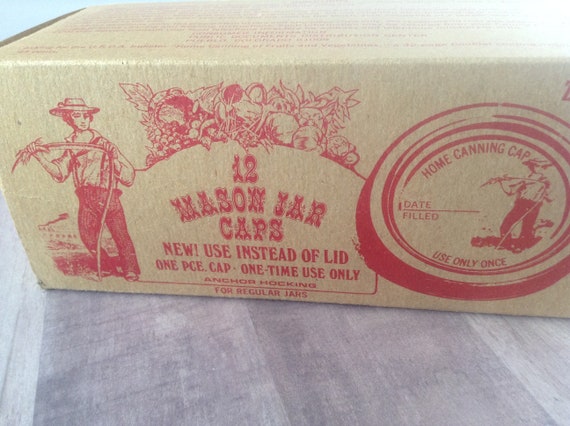 12
MASON JAR
CAPS
NEW! USE INSTEAD OF LID
ONE PCE. CAP · ONE-TIME USE ONLY
ANCHOR HOCKING
FOR REGULAR JARS
HOME CANNING CAP
DATE
FILLED
USE ONLY ONCE